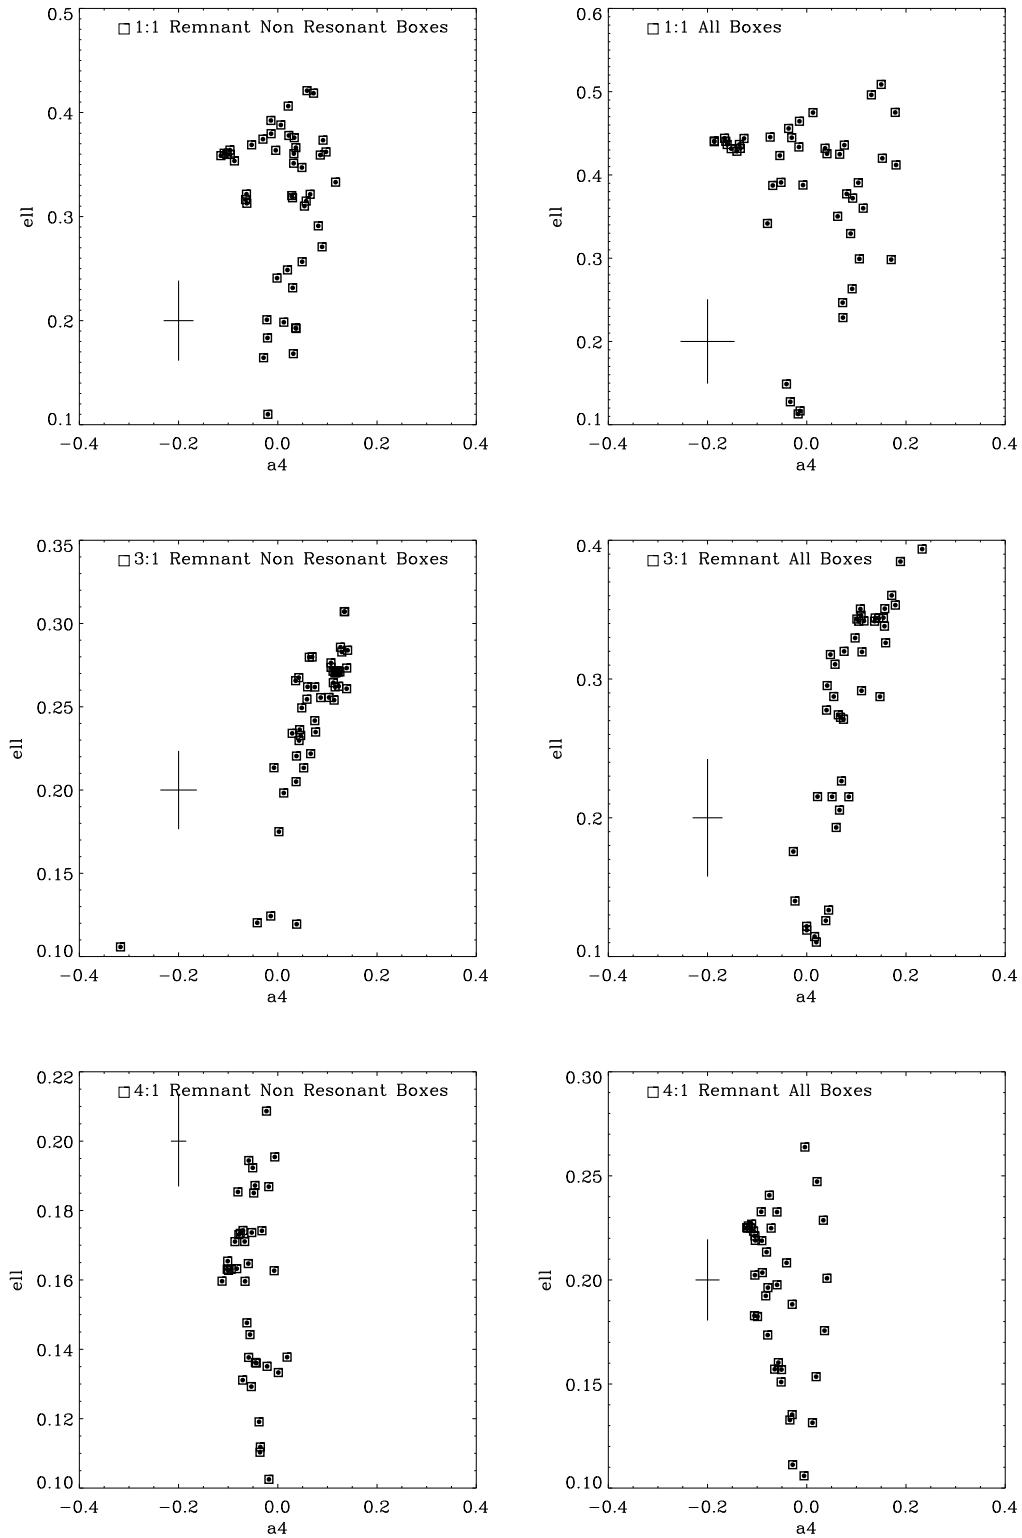 0.5
□ 1:1 Remnant Non Resonant Boxes
0.4
ell
0.3
0.2
0.1
−0.4 −0.2 0.0 0.2 0.4
a4
0.6
□ 1:1 All Boxes
0.5
0.4
ell
0.3
0.2
0.1
−0.4 −0.2 0.0 0.2 0.4
a4
0.35
□ 3:1 Remnant Non Resonant Boxes
0.30
0.25
ell
0.20
0.15
0.10
−0.4 −0.2 0.0 0.2 0.4
a4
0.4
□ 3:1 Remnant All Boxes
0.3
ell
0.2
0.1
−0.4 −0.2 0.0 0.2 0.4
a4
0.22
□ 4:1 Remnant Non Resonant Boxes
0.20
0.18
ell
0.16
0.14
0.12
0.10
−0.4 −0.2 0.0 0.2 0.4
a4
0.30
□ 4:1 Remnant All Boxes
0.25
ell
0.20
0.15
0.10
−0.4 −0.2 0.0 0.2 0.4
a4